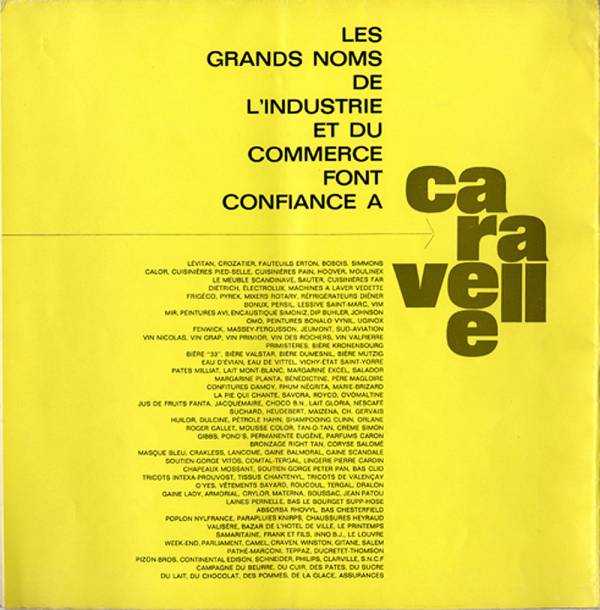 LES
GRANDS NOMS
DE
L'INDUSTRIE
ET DU
COMMERCE
FONT
CONFIANCE A
ca
ra
velle
e
LÉVITAN, CROZATIER, FAUTEUILS ERTON, BOBOIS, SIMMONS
CALOR, CUISINIÈRES PIED-SELLE, CUISINIÈRES PAIN, HOOVER, MOULINEX
LE MEUBLE SCANDINAVE, SAUTER, CUISINIÈRES FAR
DIETRICH, ÉLECTROLUX, MACHINES A LAVER VEDETTE
FRIGÉCO, PYREX, MIXERS ROTARY, RÉFRIGÉRATEURS DIÉNER
BONUX, PERSIL, LESSIVE SAINT-MARC, VIM
MIR, PEINTURES AVI, ENCAUSTIQUE SIMONIZ, DIP BUHLER, JOHNSON
OMO, PEINTURES BONALO VYNIL, UGINOX
FENWICK, MASSEY-FERGUSSON, JEUMONT, SUD-AVIATION
VIN NICOLAS, VIN GRAP, VIN PRIMIOR, VIN DES ROCHERS, VIN VALPIERRE
PRIMISTÈRES, BIÈRE KRONENBOURG
BIÈRE "33", BIÈRE VALSTAR, BIÈRE DUMESNIL, BIÈRE MUTZIG
EAU D'ÉVIAN, EAU DE VITTEL, VICHY-ÉTAT SAINT-YORRE
PATES MILLIAT, LAIT MONT-BLANC, MARGARINE EXCEL, SALADOR
MARGARINE PLANTA, BÉNÉDICTINE, PÈRE MAGLOIRE
CONFITURES DAMOY, RHUM NÉGRITA, MARIE-BRIZARD
LA PIE QUI CHANTE, SAVORA, ROYCO, OVOMALTINE
JUS DE FRUITS FANTA, JACQUEMAIRE, CHOCO B.N., LAIT GLORIA, NESCAFÉ
SUCHARD, HEUDEBERT, MAIZENA, CH. GERVAIS
HUILOR, DULCINE, PÉTROLE HAHN, SHAMPOOING CLINN, ORLANE
ROGER GALLET, MOUSSE COLOR, TAN-O-TAN, CRÈME SIMON
GIBBS, POND'S, PERMANENTE EUGÈNE, PARFUMS CARON
BRONZAGE RIGHT TAN, CORYSE SALOMÉ
MASQUE BLEU, CRAKLESS, LANCOME, GAINE BALMORAL, GAINE SCANDALE
SOUTIEN-GORGE VITOS, COMTAL-TERGAL, LINGERIE PIERRE CARDIN
CHAPEAUX MOSSANT, SOUTIEN GORGE PETER PAN, BAS CLIO
TRICOTS INTEXA-PROUVOST, TISSUS CHANTENYL, TRICOTS DE VALENÇAY
O'YES, VÊTEMENTS BAYARD, ROUCOUL, TERGAL, DRALON
GAINE LADY, ARMORIAL, CRYLOR, MATERNA, BOUSSAC, JEAN PATOU
LAINES PERNELLE, BAS LE BOURGET SUPP-HOSE
ABSORBA RHOVYL, BAS CHESTERFIELD
POPLON NYLFRANCE, PARAPLUIES KNIRPS, CHAUSSURES HEYRAUD
VALISÈRE, BAZAR DE L'HOTEL DE VILLE, LE PRINTEMPS
SAMARITAINE, FRANK ET FILS, INNO B.J., LE LOUVRE
WEEK-END, PARLIAMENT, CAMEL, CRAVEN, WINSTON, GITANE, SALEM
PATHE-MARCONI, TEPPAZ, DUCRETET-THOMSON
PIZON-BROS, CONTINENTAL EDISON, SCHNEIDER, PHILIPS, CLARVILLE, S.N.C.F
CAMPAGNE DU BEURRE, DU CUIR, DES PATES, DU SUCRE
DU LAIT, DU CHOCOLAT, DES POMMES, DE LA GLACE, ASSURANCES